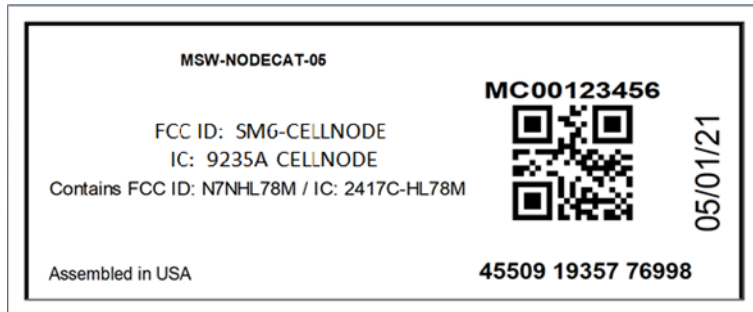 MSW-NODECAT-05
MC00123456
FCC ID: SM6-CELLNODE
IC: 9235A CELLNODE
Contains FCC ID: N7NHL78M / IC: 2417C-HL78M
05/01/21
Assembled in USA
45509 19357 76998